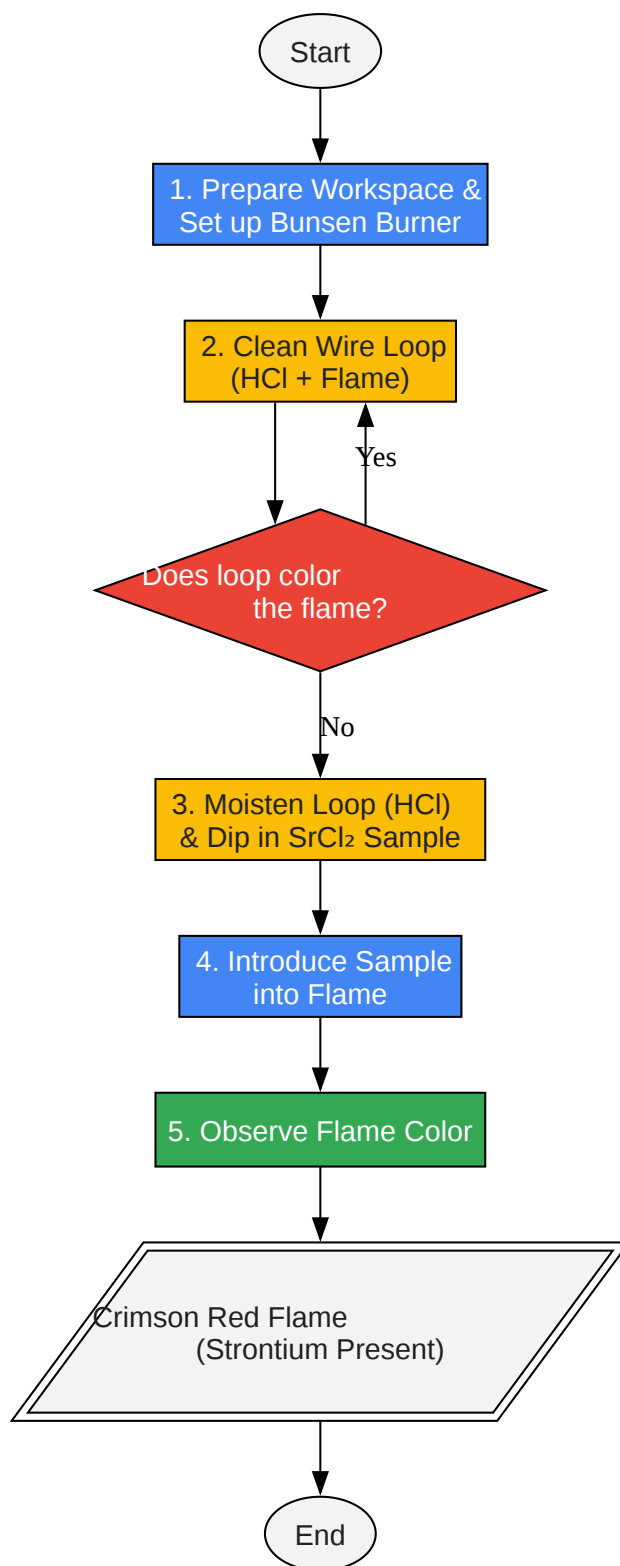 Start
1. Prepare Workspace &
Set up Bunsen Burner
2. Clean Wire Loop
(HCl + Flame)
Yes
Does loop color
the flame?
No
3. Moisten Loop (HCl)
& Dip in SrCl₂ Sample
4. Introduce Sample
into Flame
5. Observe Flame Color
Crimson Red Flame
(Strontium Present)
End